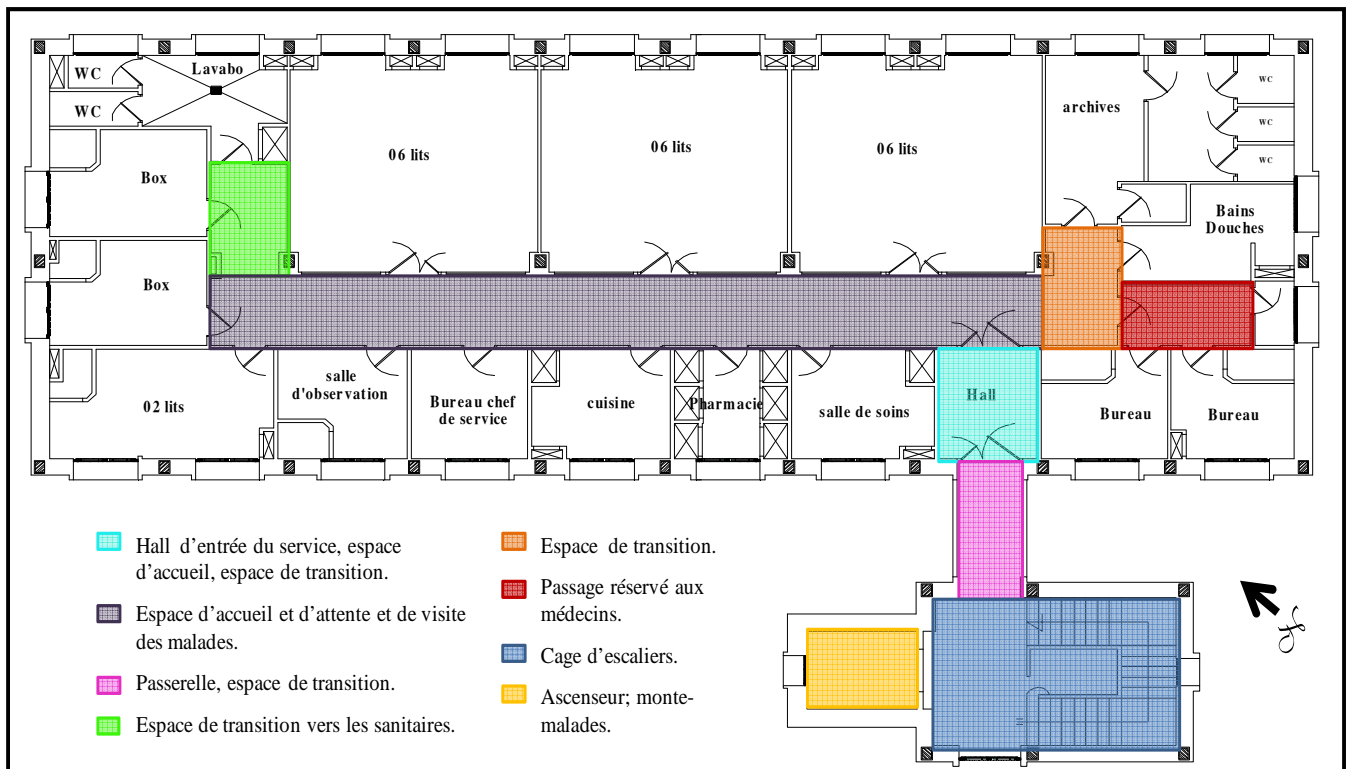 WC
Lavabo
WC
WC
WC
WC
archives
06 lits
06 lits
06 lits
Box
Bains
Douches
Box
02 lits
salle
d'observation
Bureau chef
de service
cuisine
Pharmacie
salle de soins
Hall
Bureau
Bureau
Hall d'entrée du service, espace
d'accueil, espace de transition.
Espace d'accueil et d'attente et de visite
des malades.
Passerelle, espace de transition.
Espace de transition vers les sanitaires.
Espace de transition.
Passage réservé aux
médecins.
Cage d'escaliers.
Ascenseur; monte-
malades.